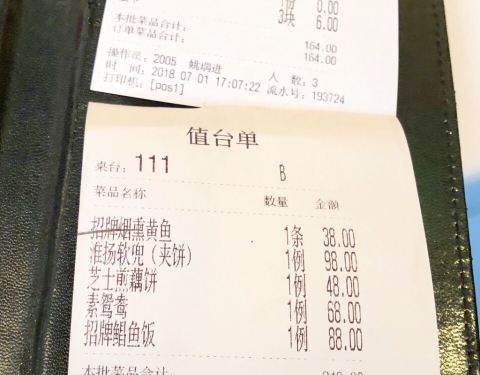 1份 0.00
3块 6.00
本批菜品合计:
164.00
订单菜品合计:
164.00
操作员: 2005 姚瑞进 人 数: 3
时 间: 2018 07 01 17:07:22 流水号: 193724
打印机: [pos1]
值台单
桌台: 111 B
菜品名称 数量 金额
招牌烟熏黄鱼 1条 38.00
淮扬软兜(夹饼) 1例 98.00
芝士煎藕饼 1例 48.00
素鸳鸯 1例 68.00
招牌鲳鱼饭 1例 88.00
本批菜品合计: